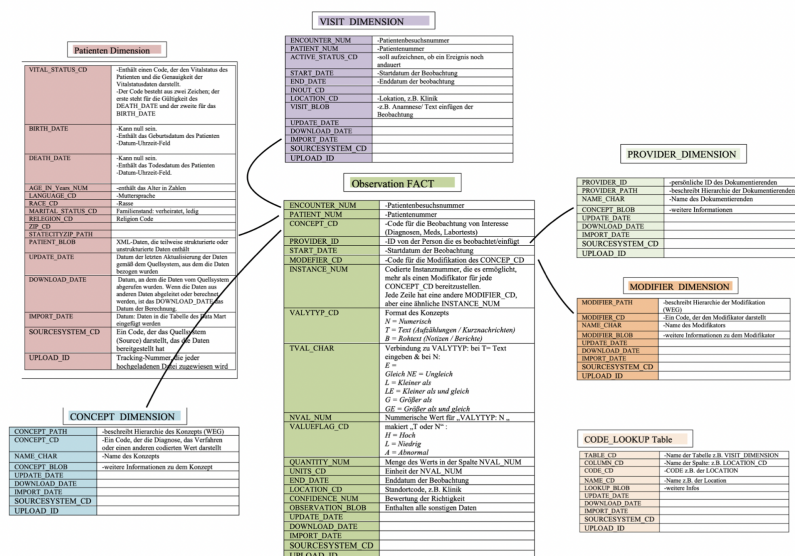 VISIT_DIMENSION
ENCOUNTER_NUM -Patientenbesuchsnummer
PATIENT_NUM -Patientenummer
ACTIVE_STATUS_CD -soll aufzeichnen, ob ein Ereignis noch
andauert
START_DATE -Startdatum der Beobachtung
END_DATE -Enddatum der beobachtung
INOUT_CD
LOCATION_CD -Lokation, z.B. Klinik
VISIT_BLOB -z.B. Anamnese/ Text einfügen der
Beobachtung
UPDATE_DATE
DOWNLOAD_DATE
IMPORT_DATE
SOURCESYSTEM_CD
UPLOAD_ID
Patienten Dimension
VITAL_STATUS_CD -Enthält einen Code, der den Vitalstatus des
Patienten und die Genauigkeit der
Vitalstatusdaten darstellt.
-Der Code besteht aus zwei Zeichen; der
erste steht für die Gültigkeit des
DEATH_DATE und der zweite für das
BIRTH_DATE
BIRTH_DATE -Kann null sein.
-Enthält das Geburtsdatum des Patienten
-Datum-Uhrzeit-Feld
DEATH_DATE -Kann null sein.
-Enthält das Todesdatum des Patienten
-Datum-Uhrzeit-Feld.
AGE_IN_Years_NUM -enthält das Alter in Zahlen
LANGUAGE_CD -Muttersprache
RACE_CD -Rasse
MARITAL_STATUS_CD Familienstand: verheiratet, ledig
RELEGION_CD Religion Code
ZIP_CD
STATECITYZIP_PATH
PATIENT_BLOB XML-Daten, die teilweise strukturierte oder
unstrukturierte Daten enthält
UPDATE_DATE Datum der letzten Aktualisierung der Daten
gemäß dem Quellsystem, aus dem die Daten
bezogen wurden
DOWNLOAD_DATE Datum, an dem die Daten vom Quellsystem
abgerufen wurden. Wenn die Daten aus
anderen Daten abgeleitet oder berechnet
werden, ist das DOWNLOAD_DATE das
Datum der Berechnung.
IMPORT_DATE Datum: Daten in die Tabelle des Data Mart
eingefügt werden
SOURCESYSTEM_CD Ein Code, der das Quellsystem
(Source) darstellt, das die Daten
bereitgestellt hat
UPLOAD_ID Tracking-Nummer, die jeder
hochgeladenen Datei zugewiesen wird
Observation FACT
ENCOUNTER_NUM -Patientenbesuchsnummer
PATIENT_NUM -Patientenummer
CONCEPT_CD -Code für die Beobachtung von Interesse
(Diagnosen, Meds, Labortests)
PROVIDER_ID -ID von der Person die es beobachtet/einfügt
START_DATE -Startdatum der Beobachtung
MODEFIER_CD -Code für die Modifikation des CONCEP_CD
INSTANCE_NUM Codierte Instanznummer, die es ermöglicht,
mehr als einen Modifikator für jede
CONCEPT_CD bereitzustellen.
Jede Zeile hat eine andere MODIFIER_CD,
aber eine ähnliche INSTANCE_NUM
VALYTYP_CD Format des Konzepts
N = Numerisch
T = Text (Aufzählungen / Kurznachrichten)
B = Rohtext (Notizen / Berichte)
TVAL_CHAR Verbindung zu VALYTYP: bei T= Text
eingeben & bei N:
E =
Gleich NE = Ungleich
L = Kleiner als
LE = Kleiner als und gleich
G = Größer als
GE = Größer als und gleich
NVAL_NUM Nummerische Wert für „VALYTYP: N „
VALUEFLAG_CD makiert „T oder N“ :
H = Hoch
L = Niedrig
A = Abnormal
QUANTITY_NUM Menge des Werts in der Spalte NVAL_NUM
UNITS_CD Einheit der NVAL_NUM
END_DATE Enddatum der Beobachtung
LOCATION_CD Standortcode, z.B. Klinik
CONFIDENCE_NUM Bewertung der Richtigkeit
OBSERVATION_BLOB Enthalten alle sonstigen Daten
UPDATE_DATE
DOWNLOAD_DATE
IMPORT_DATE
SOURCESYSTEM_CD
UPLOAD_ID
PROVIDER_DIMENSION
PROVIDER_ID -persönliche ID des Dokumentierenden
PROVIDER_PATH -beschreibt Hierarchie der Dokumentierenden
NAME_CHAR -Name des Dokumentierenden
CONCEPT_BLOB -weitere Informationen
UPDATE_DATE
DOWNLOAD_DATE
IMPORT_DATE
SOURCESYSTEM_CD
UPLOAD_ID
MODIFIER_DIMENSION
MODIFIER_PATH -beschreibt Hierarchie der Modifikation
(WEG)
MODIFIER_CD -Ein Code, der den Modifikator darstellt
NAME_CHAR -Name des Modifikators
MODIFIER_BLOB -weitere Informationen zu dem Modifikator
UPDATE_DATE
DOWNLOAD_DATE
IMPORT_DATE
SOURCESYSTEM_CD
UPLOAD_ID
CONCEPT_DIMENSION
CONCEPT_PATH -beschreibt Hierarchie des Konzepts (WEG)
CONCEPT_CD -Ein Code, der die Diagnose, das Verfahren
oder einen anderen codierten Wert darstellt
NAME_CHAR -Name des Konzepts
CONCEPT_BLOB -weitere Informationen zu dem Konzept
UPDATE_DATE
DOWNLOAD_DATE
IMPORT_DATE
SOURCESYSTEM_CD
UPLOAD_ID
CODE_LOOKUP Table
TABLE_CD -Name der Tabelle z.B. VISIT_DIMENSION
COLUMN_CD -Name der Spalte: z.B. LOCATION_CD
CODE_CD -CODE z.B. der LOCATION
NAME_CD -Name z.B. der Location
LOOKUP_BLOB -weitere Infos
UPDATE_DATE
DOWNLOAD_DATE
IMPORT_DATE
SOURCESYSTEM_CD
UPLOAD_ID